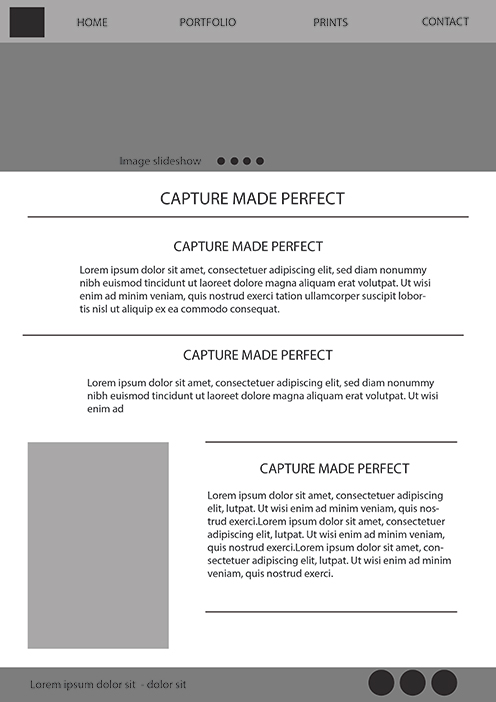 HOME PORTFOLIO PRINTS CONTACT
Image slideshow
CAPTURE MADE PERFECT
CAPTURE MADE PERFECT
Lorem ipsum dolor sit amet, consectetuer adipiscing elit, sed diam nonummy
nibh euismod tincidunt ut laoreet dolore magna aliquam erat volutpat. Ut wisi
enim ad minim veniam, quis nostrud exerci tation ullamcorper suscipit lobor-
tis nisl ut aliquip ex ea commodo consequat.
CAPTURE MADE PERFECT
Lorem ipsum dolor sit amet, consectetuer adipiscing elit, sed diam nonummy
nibh euismod tincidunt ut laoreet dolore magna aliquam erat volutpat. Ut wisi
enim ad
CAPTURE MADE PERFECT
Lorem ipsum dolor sit amet, consectetuer adipiscing
elit, lutpat. Ut wisi enim ad minim veniam, quis nos-
trud exerci.Lorem ipsum dolor sit amet, consectetuer
adipiscing elit, lutpat. Ut wisi enim ad minim veniam,
quis nostrud exerci.Lorem ipsum dolor sit amet, con-
sectetuer adipiscing elit, lutpat. Ut wisi enim ad minim
veniam, quis nostrud exerci.
Lorem ipsum dolor sit - dolor sit